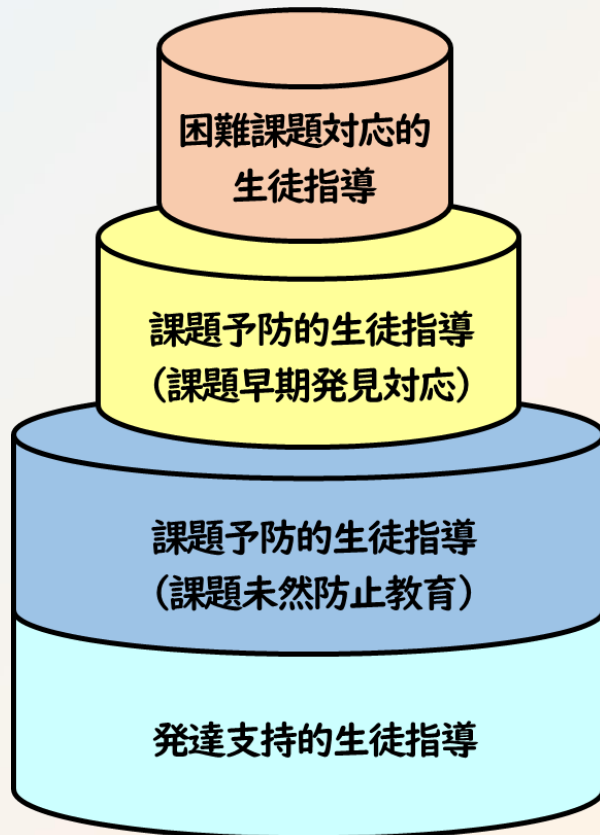 困難課題対応的
生徒指導
課題予防的生徒指導
（課題早期発見対応）
課題予防的生徒指導
（課題未然防止教育）
発達支持的生徒指導